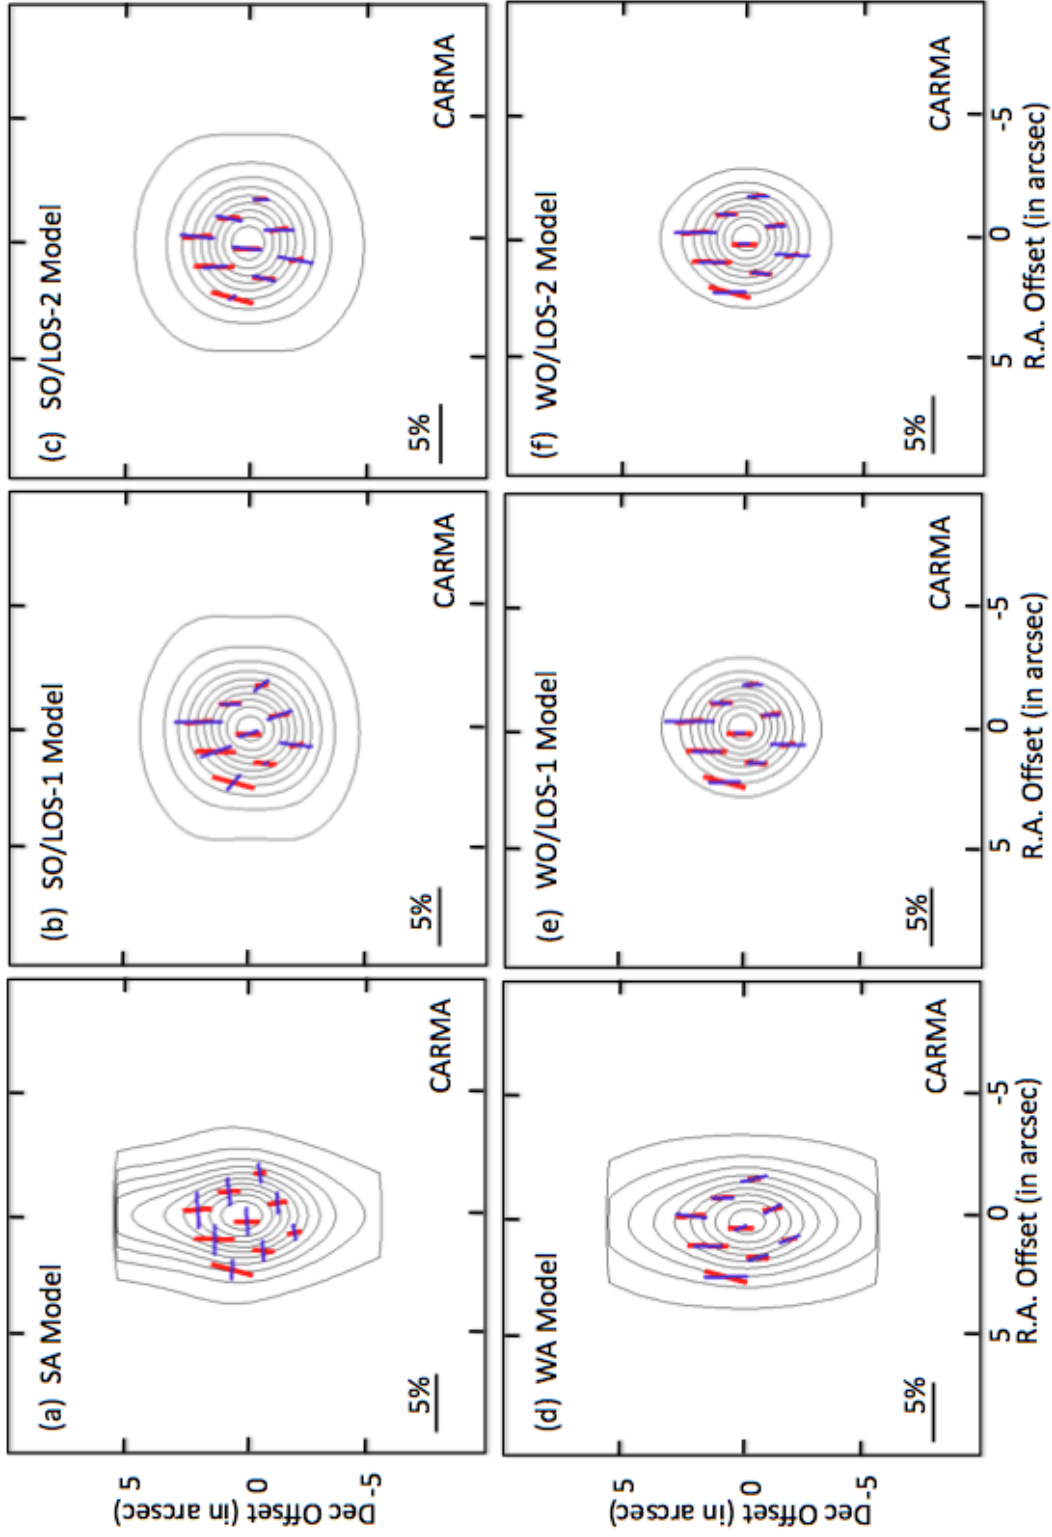 (a) SA Model
5
0
-5
Dec Offset (in arcsec)
5%
CARMA
(b) SO/LOS-1 Model
5%
CARMA
(c) SO/LOS-2 Model
5%
CARMA
(d) WA Model
5
0
-5
Dec Offset (in arcsec)
5%
CARMA
5
0
-5
R.A. Offset (in arcsec)
(e) WO/LOS-1 Model
5%
CARMA
5
0
-5
R.A. Offset (in arcsec)
(f) WO/LOS-2 Model
5%
CARMA
5
0
-5
R.A. Offset (in arcsec)